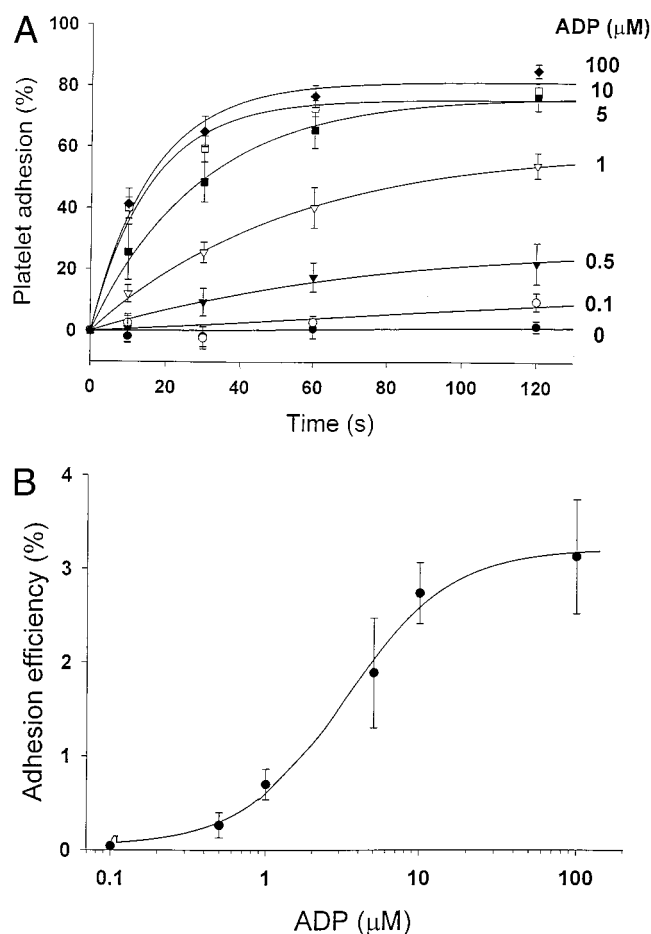 A
ADP (μM)
100
80
60
40
20
0
Platelet adhesion (%)
100
10
5
1
0.5
0.1
0
0 20 40 60 80 100 120
Time (s)
B
4
3
2
1
0
Adhesion efficiency (%)
0.1 1 10 100
ADP (μM)